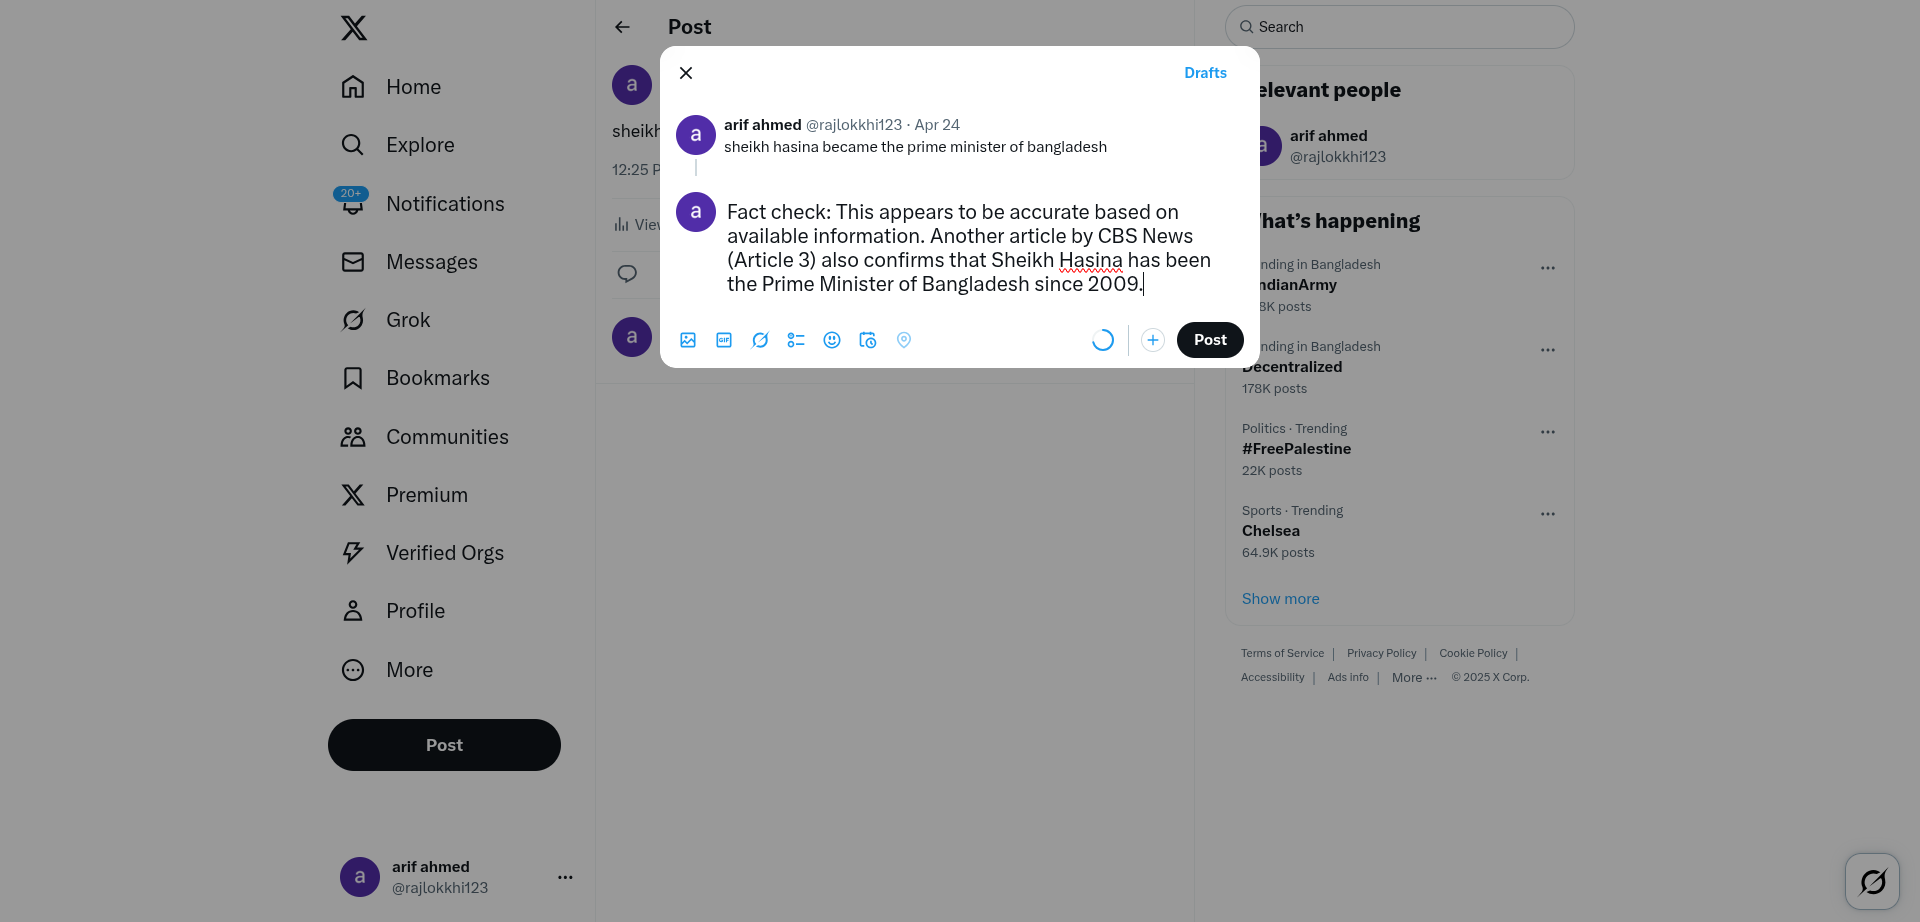 Home
Explore
20+
Notifications
Messages
Grok
Bookmarks
Communities
Premium
Verified Orgs
Profile
More
Post
arif ahmed
@rajlokkhi123
Post
a
sheikh
12:25 P
a
Drafts
a
arif ahmed @rajlokkhi123 · Apr 24
sheikh hasina became the prime minister of bangladesh
a
Fact check: This appears to be accurate based on
available information. Another article by CBS News
(Article 3) also confirms that Sheikh Hasina has been
the Prime Minister of Bangladesh since 2009.
GIF
Post
Search
elevant people
arif ahmed
@rajlokkhi123
hat's happening
nding in Bangladesh
ndianArmy
8K posts
nding in Bangladesh
Decentralized
178K posts
Politics · Trending
#FreePalestine
22K posts
Sports · Trending
Chelsea
64.9K posts
Show more
Terms of Service | Privacy Policy | Cookie Policy |
Accessibility | Ads info | More ··· © 2025 X Corp.
a